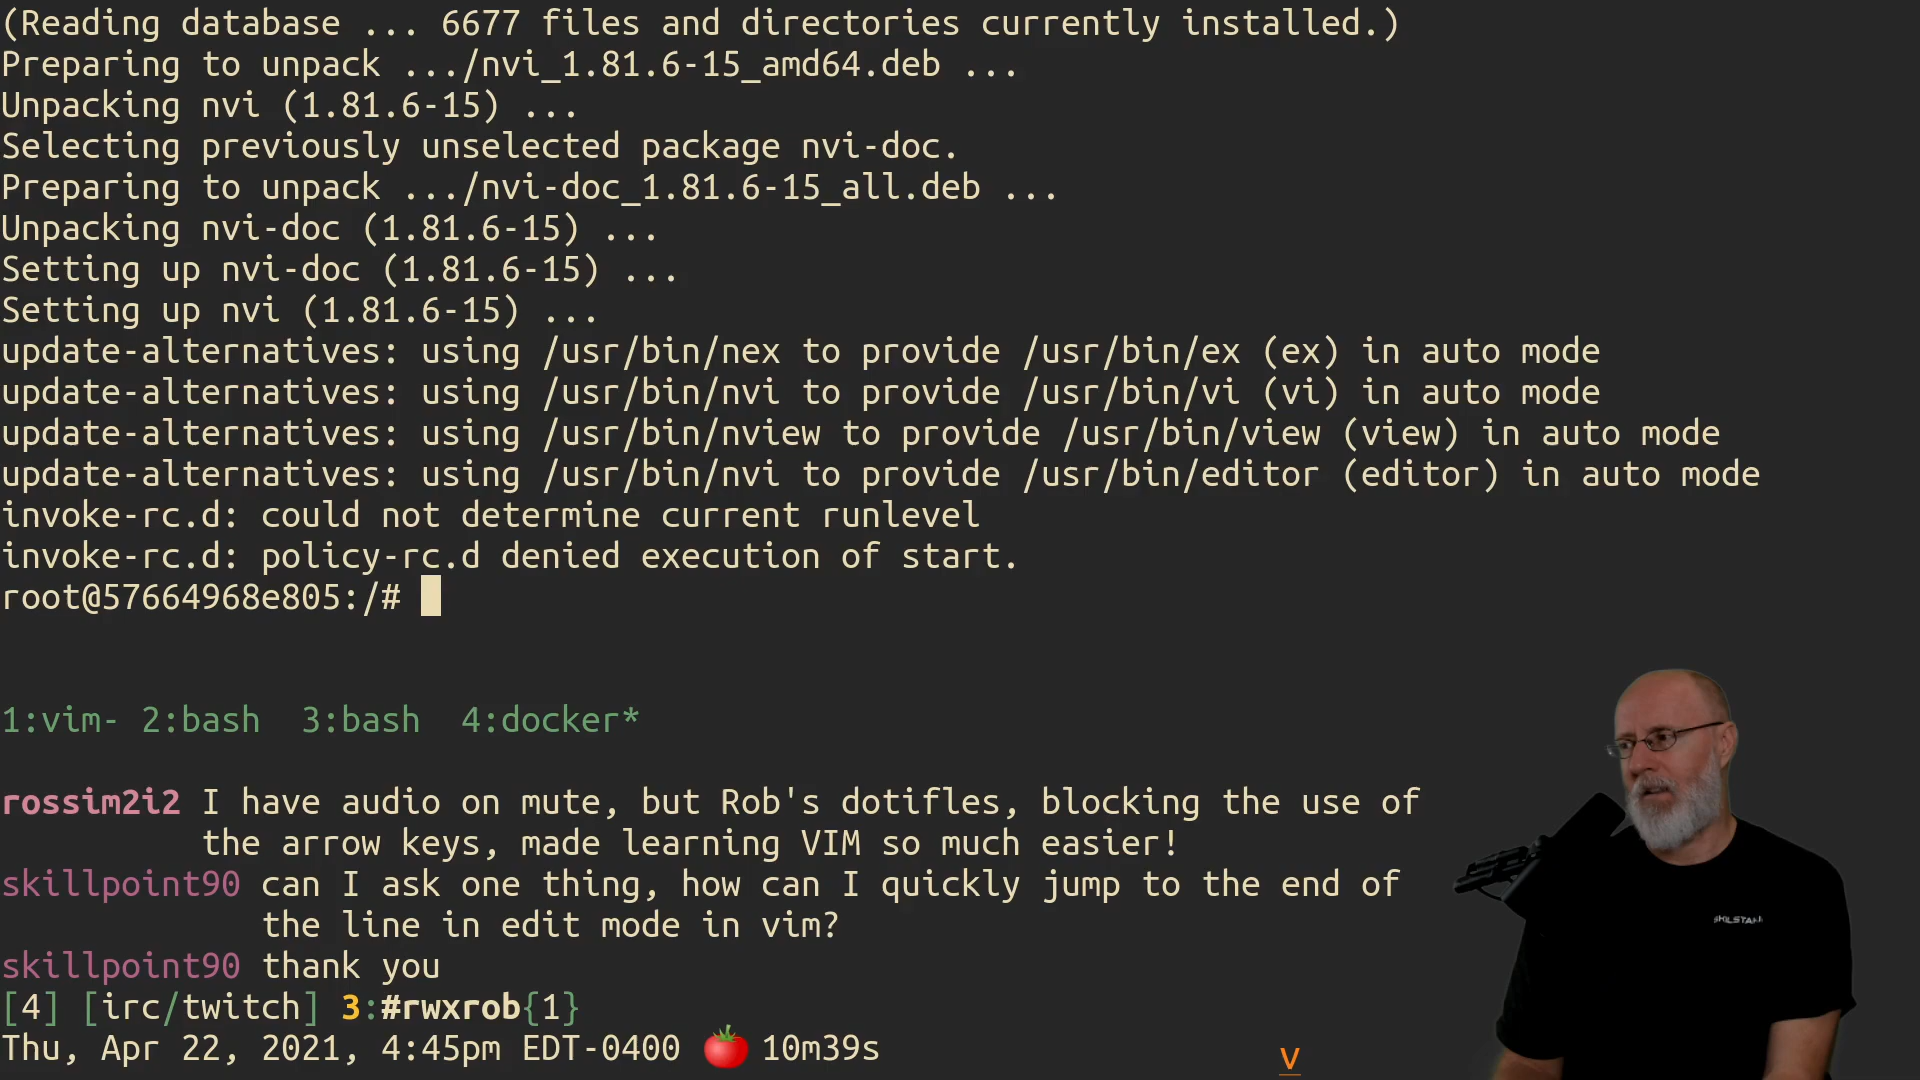 (Reading database ... 6677 files and directories currently installed.)
Preparing to unpack .../nvi_1.81.6-15_amd64.deb ...
Unpacking nvi (1.81.6-15) ...
Selecting previously unselected package nvi-doc.
Preparing to unpack .../nvi-doc_1.81.6-15_all.deb ...
Unpacking nvi-doc (1.81.6-15) ...
Setting up nvi-doc (1.81.6-15) ...
Setting up nvi (1.81.6-15) ...
update-alternatives: using /usr/bin/nex to provide /usr/bin/ex (ex) in auto mode
update-alternatives: using /usr/bin/nvi to provide /usr/bin/vi (vi) in auto mode
update-alternatives: using /usr/bin/nview to provide /usr/bin/view (view) in auto mode
update-alternatives: using /usr/bin/nvi to provide /usr/bin/editor (editor) in auto mode
invoke-rc.d: could not determine current runlevel
invoke-rc.d: policy-rc.d denied execution of start.
root@57664968e805:/#
1:vim- 2:bash  3:bash  4:docker*
rossim2i2 I have audio on mute, but Rob's dotifles, blocking the use of
the arrow keys, made learning VIM so much easier!
skillpoint90 can I ask one thing, how can I quickly jump to the end of
the line in edit mode in vim?
skillpoint90 thank you
[4] [irc/twitch] 3:#rwxrob{1}
Thu, Apr 22, 2021, 4:45pm EDT-0400 🍅 10m39s
v